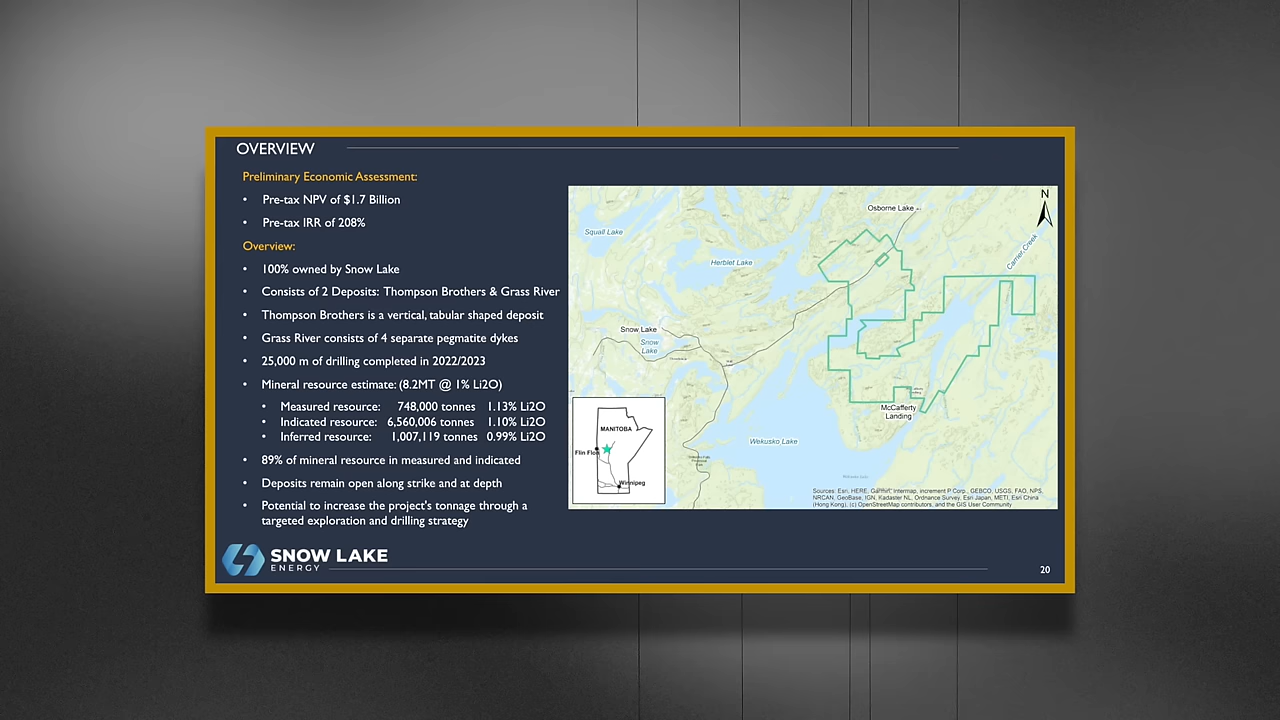 OVERVIEW
Preliminary Economic Assessment:
• Pre-tax NPV of $1.7 Billion
• Pre-tax IRR of 208%
Overview:
• 100% owned by Snow Lake
• Consists of 2 Deposits: Thompson Brothers & Grass River
• Thompson Brothers is a vertical, tabular shaped deposit
• Grass River consists of 4 separate pegmatite dykes
• 25,000 m of drilling completed in 2022/2023
• Mineral resource estimate: (8.2MT @ 1% Li2O)
• Measured resource: 748,000 tonnes 1.13% Li2O
• Indicated resource: 6,560,006 tonnes 1.10% Li2O
• Inferred resource: 1,007,119 tonnes 0.99% Li2O
• 89% of mineral resource in measured and indicated
• Deposits remain open along strike and at depth
• Potential to increase the project's tonnage through a
targeted exploration and drilling strategy
N
Osborne Lake
Squall Lake
Herblet Lake
Carrier Creek
Snow Lake
Snow
Lake
McCafferty
Landing
Wekusko Lake
MANITOBA
Flin Flon
Winnipeg
Sources: Esri, HERE, Garmin, Intermap, increment P Corp., GEBCO, USGS, FAO, NPS,
NRCAN, GeoBase, IGN, Kadaster NL, Ordnance Survey, Esri Japan, METI, Esri China
(Hong Kong), (c) OpenStreetMap contributors, and the GIS User Community
SNOW LAKE
ENERGY
20